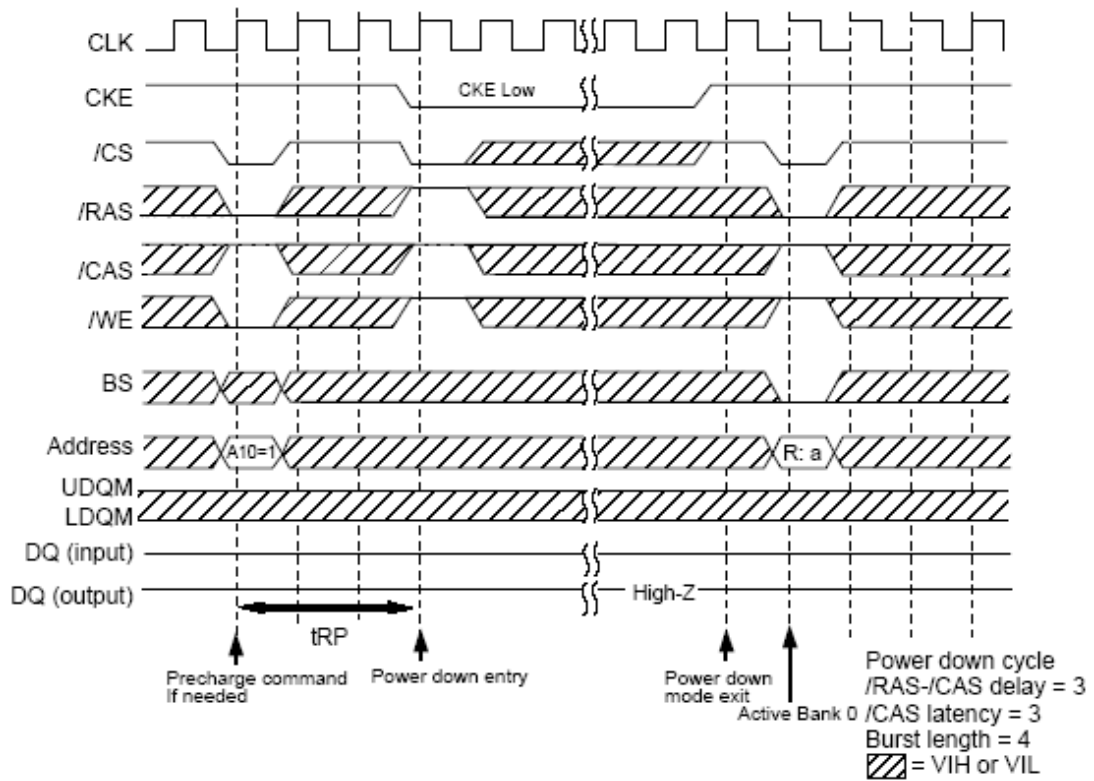 CLK
CKE
CKE Low
/CS
/RAS
/CAS
/WE
BS
Address
A10=1
R: a
UDQM
LDQM
DQ (input)
DQ (output)
High-Z
tRP
Precharge command
If needed
Power down entry
Power down
mode exit
Active Bank 0
Power down cycle
/RAS-/CAS delay = 3
/CAS latency = 3
Burst length = 4
= VIH or VIL